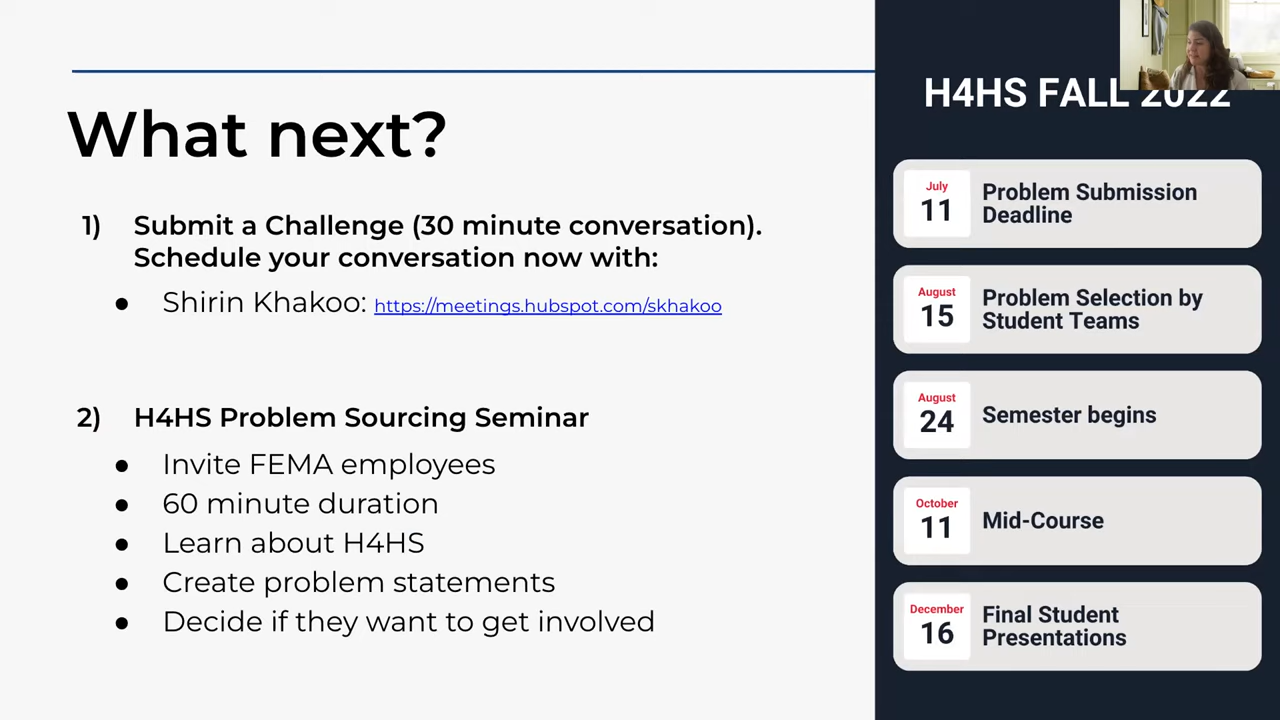 What next?
1) Submit a Challenge (30 minute conversation).
Schedule your conversation now with:
● Shirin Khakoo: https://meetings.hubspot.com/skhakoo
2) H4HS Problem Sourcing Seminar
● Invite FEMA employees
● 60 minute duration
● Learn about H4HS
● Create problem statements
● Decide if they want to get involved
H4HS FALL 2022
July
11
Problem Submission
Deadline
August
15
Problem Selection by
Student Teams
August
24
Semester begins
October
11
Mid-Course
December
16
Final Student
Presentations